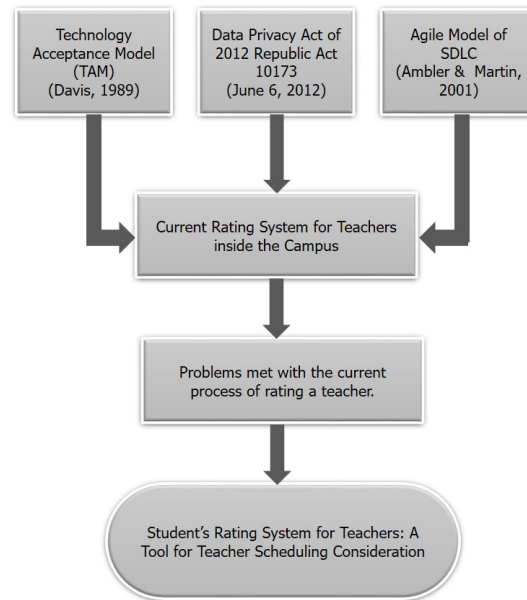 Technology
Acceptance Model
(TAM)
(Davis, 1989)
Data Privacy Act of
2012 Republic Act
10173
(June 6, 2012)
Agile Model of
SDLC
(Ambler & Martin,
2001)
Current Rating System for Teachers
inside the Campus
Problems met with the current
process of rating a teacher.
Student’s Rating System for Teachers: A
Tool for Teacher Scheduling Consideration